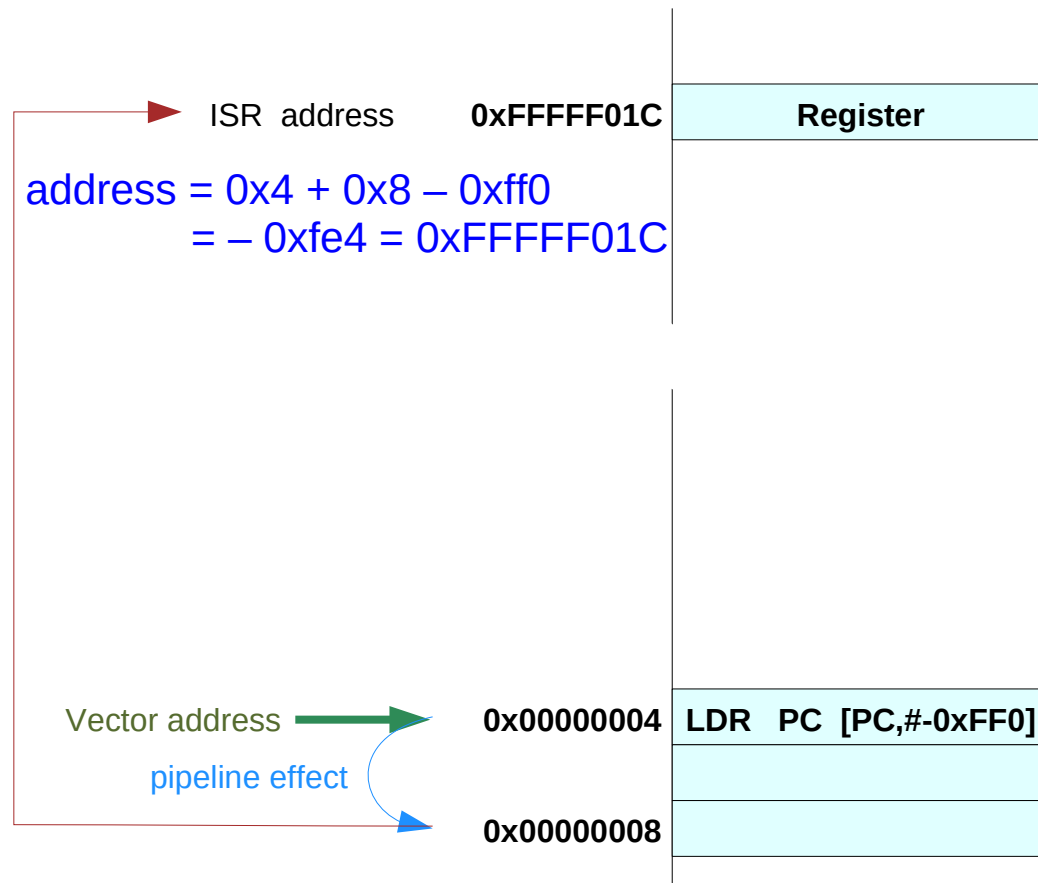 ISR address 0xFFFFF01C Register
address = 0x4 + 0x8 – 0xff0
= – 0xfe4 = 0xFFFFF01C
Vector address 0x00000004 LDR PC [PC,#-0xFF0]
pipeline effect
0x00000008